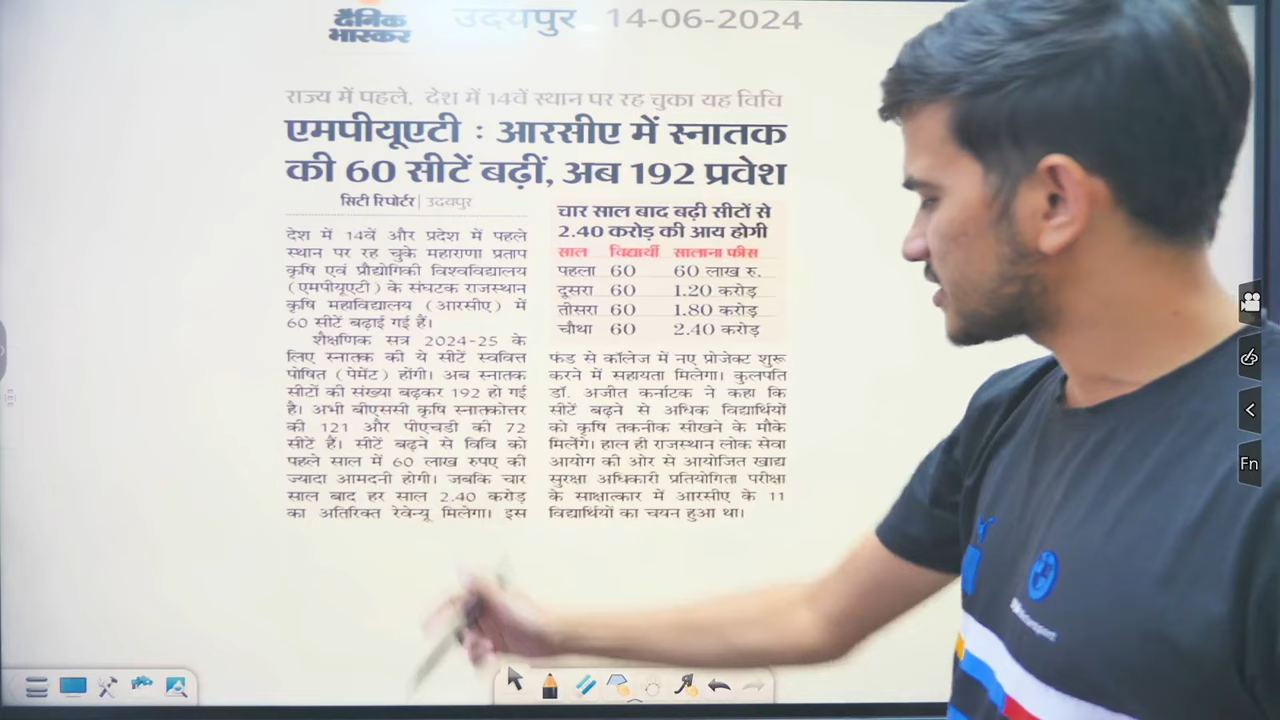 दैनिक
भास्कर
उदयपुर 14-06-2024
राज्य में पहले, देश में 14वें स्थान पर रह चुका यह विवि
एमपीयूएटी : आरसीए में स्नातक
की 60 सीटें बढ़ीं, अब 192 प्रवेश
सिटी रिपोर्टर | उदयपुर
देश में 14वें और प्रदेश में पहले
स्थान पर रह चुके महाराणा प्रताप
कृषि एवं प्रौद्योगिकी विश्वविद्यालय
(एमपीयूएटी) के संघटक राजस्थान
कृषि महाविद्यालय (आरसीए) में
60 सीटें बढ़ाई गई हैं।
शैक्षणिक सत्र 2024-25 के
लिए स्नातक की ये सीटें स्ववित्त
पोषित (पेमेंट) होंगी। अब स्नातक
सीटों की संख्या बढ़कर 192 हो गई
है। अभी बीएससी कृषि स्नातकोत्तर
की 121 और पीएचडी की 72
सीटें हैं। सीटें बढ़ने से विवि को
पहले साल में 60 लाख रुपए की
ज्यादा आमदनी होगी। जबकि चार
साल बाद हर साल 2.40 करोड़
का अतिरिक्त रेवेन्यू मिलेगा। इस
चार साल बाद बढ़ी सीटों से
2.40 करोड़ की आय होगी
साल विद्यार्थी सालाना फीस
पहला 60 60 लाख रु.
दूसरा 60 1.20 करोड़
तीसरा 60 1.80 करोड़
चौथा 60 2.40 करोड़
फंड से कॉलेज में नए प्रोजेक्ट शुरू
करने में सहायता मिलेगा। कुलपति
डॉ. अजीत कर्नाटक ने कहा कि
सीटें बढ़ने से अधिक विद्यार्थियों
को कृषि तकनीक सीखने के मौके
मिलेंगे। हाल ही राजस्थान लोक सेवा
आयोग की ओर से आयोजित खाद्य
सुरक्षा अधिकारी प्रतियोगिता परीक्षा
के साक्षात्कार में आरसीए के 11
विद्यार्थियों का चयन हुआ था।
Fn